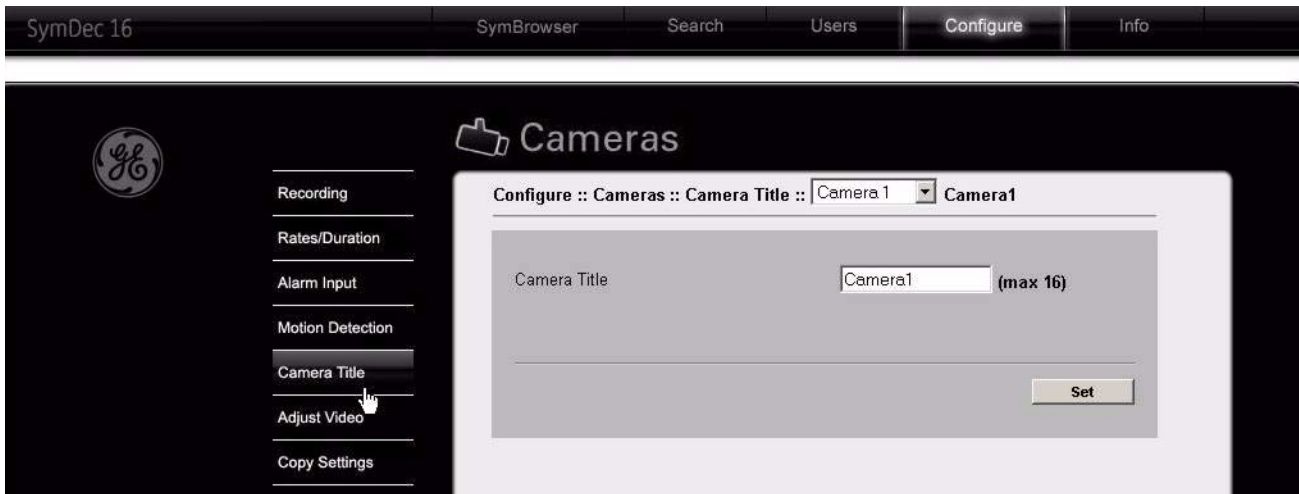 SymDec 16
SymBrowser Search Users Configure Info
GE
Cameras
Recording
Rates/Duration
Alarm Input
Motion Detection
Camera Title
Adjust Video
Copy Settings
Configure :: Cameras :: Camera Title :: Camera 1 Camera1
Camera Title Camera1 (max 16)
Set